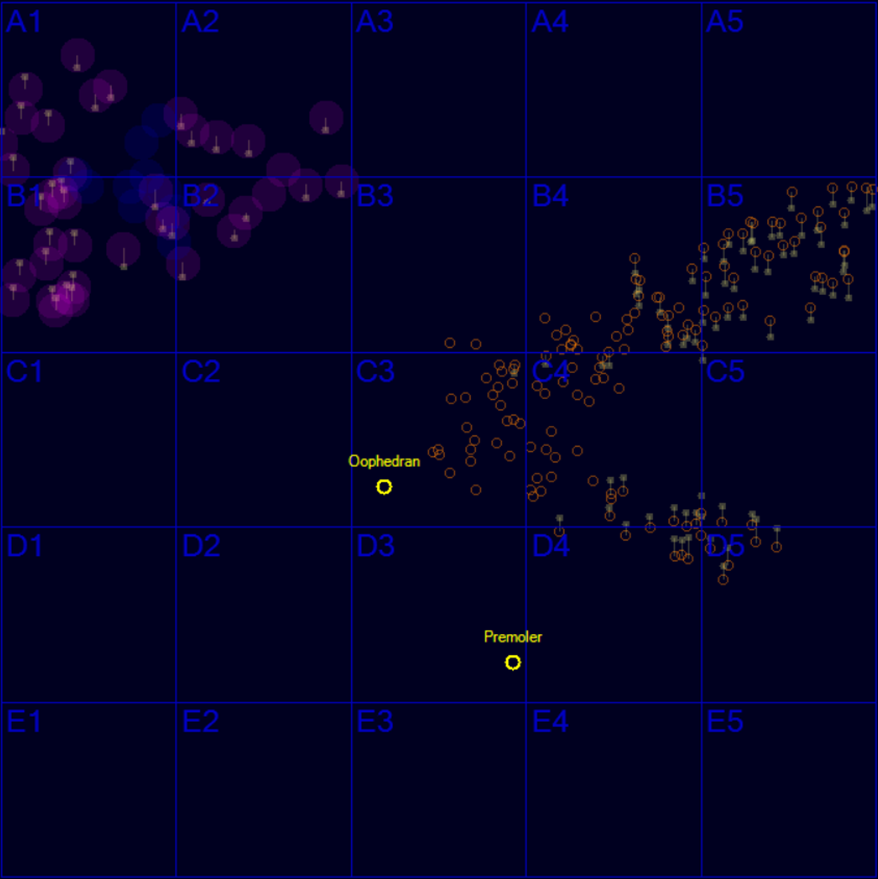 A1 A2 A3 A4 A5
B1 B2 B3 B4 B5
C1 C2 C3 C4 C5
Oophedran
D1 D2 D3 D4 D5
Premoler
E1 E2 E3 E4 E5